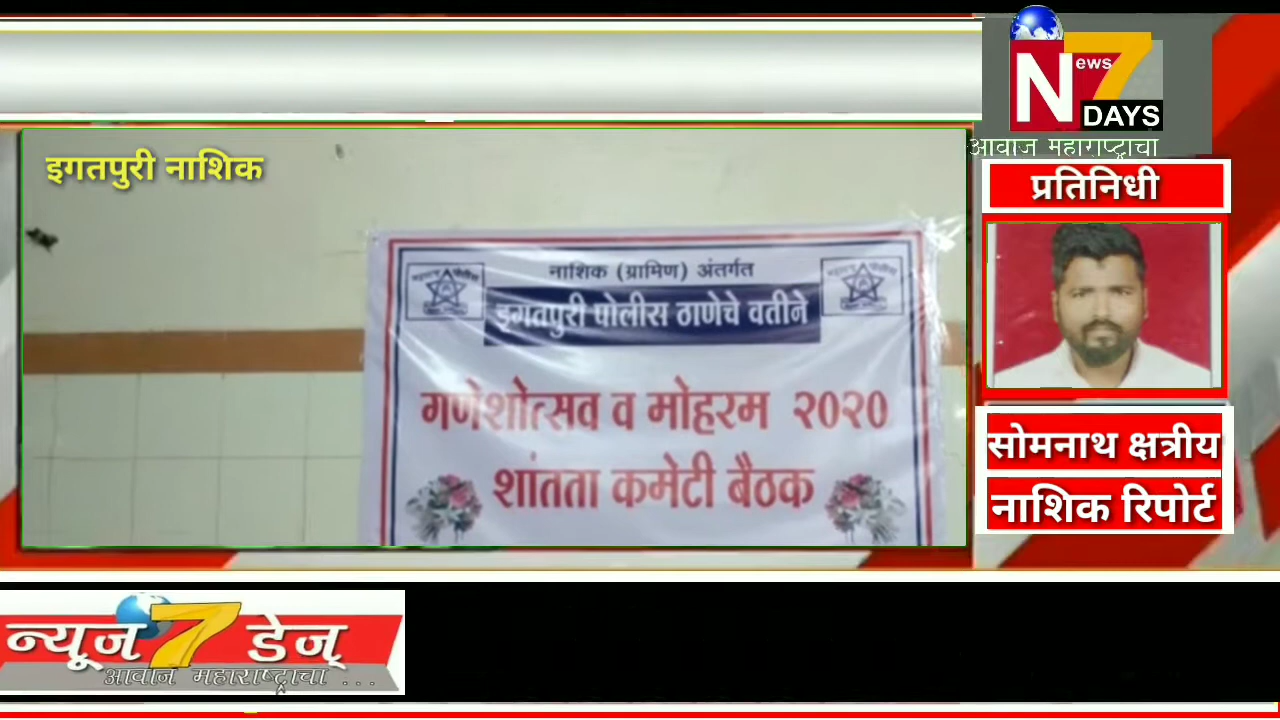 News 7 DAYS
आवाज महाराष्ट्राचा
प्रतिनिधी
इगतपुरी नाशिक
नाशिक (ग्रामिण) अंतर्गत
इगतपुरी पोलीस ठाणेचे वतीने
गणेशोत्सव व मोहरम २०२०
शांतता कमेटी बैठक
सोमनाथ क्षत्रीय
नाशिक रिपोर्ट
न्यूज 7 डेज्
आवाज महाराष्ट्राचा ...